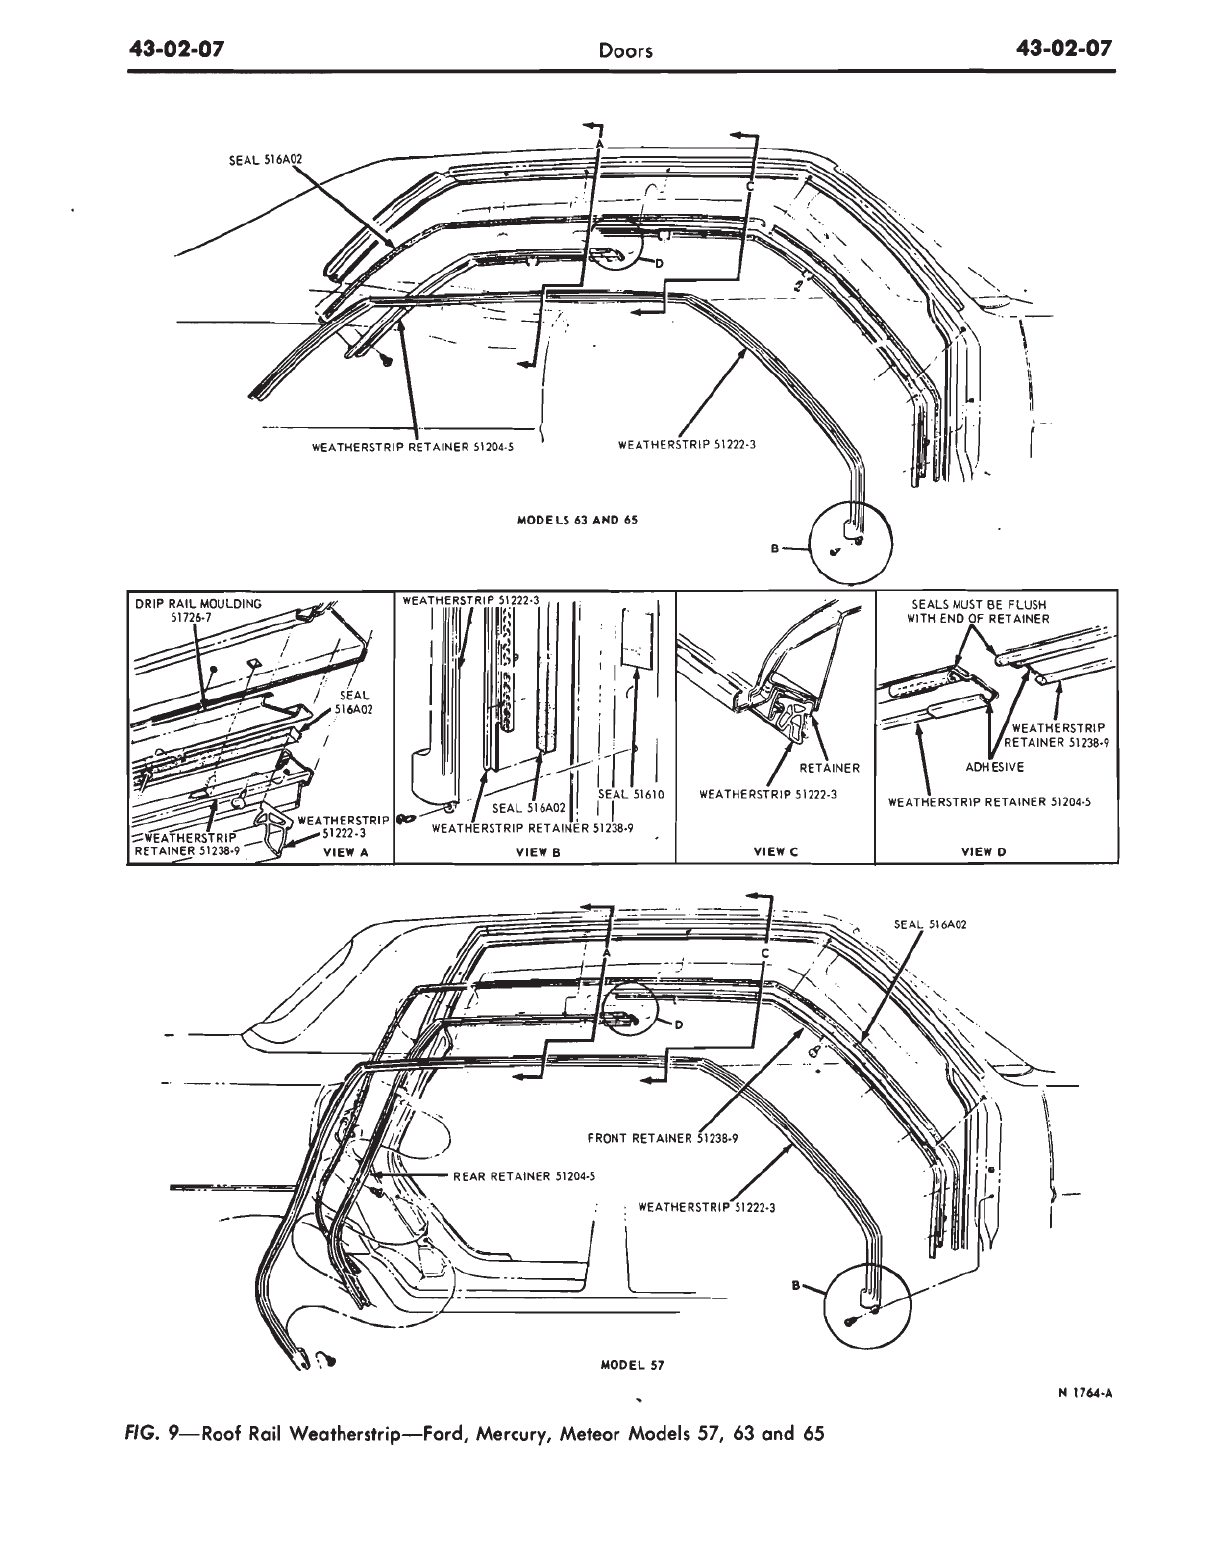 43-02-07 Doors 43-02-07
SEAL 516A02
A
C
D
WEATHERSTRIP RETAINER 51204-5
WEATHERSTRIP 51222-3
MODELS 63 AND 65
B
DRIP RAIL MOULDING
51726-7
SEAL
516A02
WEATHERSTRIP
51222-3
WEATHERSTRIP
RETAINER 51238-9
VIEW A
WEATHERSTRIP 51222-3
SEAL 516A02
SEAL 51610
WEATHERSTRIP RETAINER 51238-9
VIEW B
RETAINER
WEATHERSTRIP 51222-3
VIEW C
SEALS MUST BE FLUSH
WITH END OF RETAINER
WEATHERSTRIP
RETAINER 51238-9
ADHESIVE
WEATHERSTRIP RETAINER 51204-5
VIEW D
SEAL 516A02
A
C
D
FRONT RETAINER 51238-9
REAR RETAINER 51204-5
WEATHERSTRIP 51222-3
B
MODEL 57
N 1764-A
FIG. 9—Roof Rail Weatherstrip—Ford, Mercury, Meteor Models 57, 63 and 65